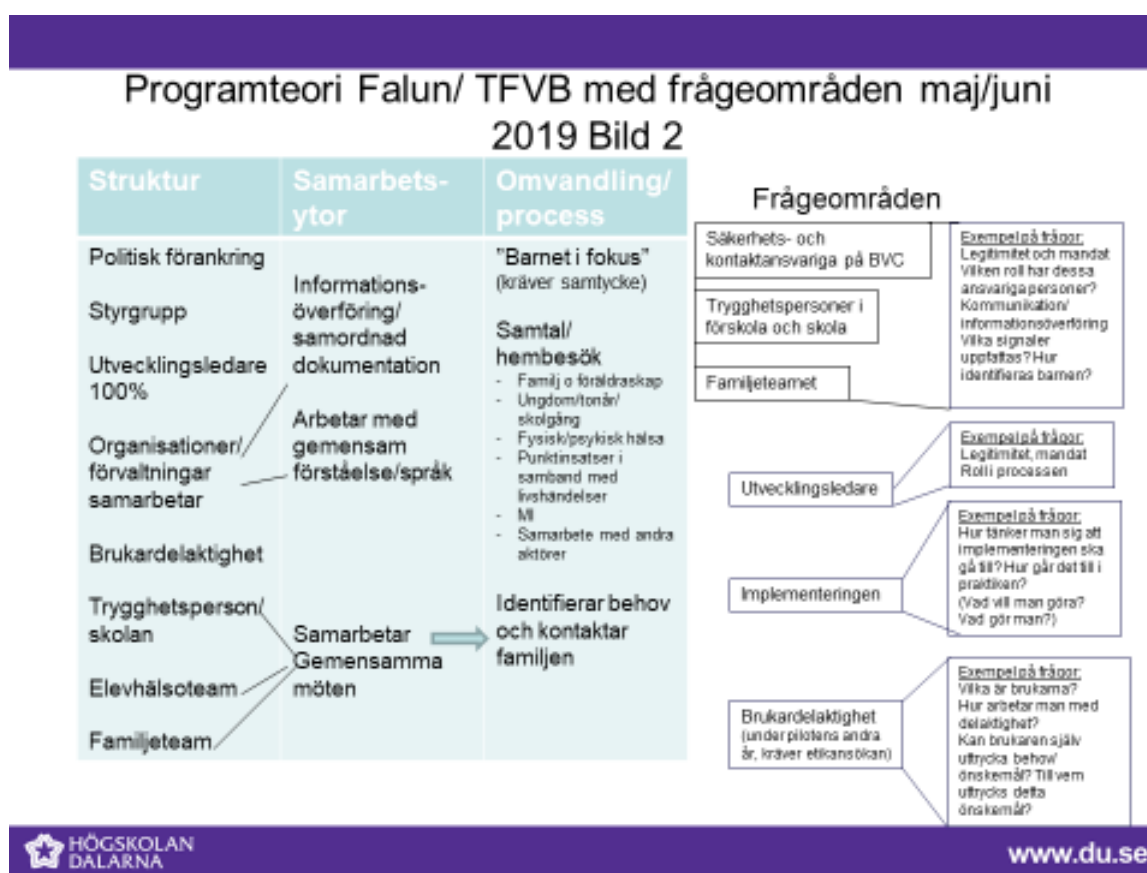 Programteori Falun/ TFVB med frågeområden maj/juni
2019 Bild 2
Struktur
Politisk förankring
Styrgrupp
Utvecklingsledare
100%
Organisationer/
förvaltningar
samarbetar
Brukardelaktighet
Trygghetsperson/
skolan
Elevhälsoteam
Familjeteam
Samarbets-
ytor
Informations-
överföring/
samordnad
dokumentation
Arbetar med
gemensam
förståelse/språk
Samarbetar
Gemensamma
möten
Omvandling/
process
"Barnet i fokus"
(kräver samtycke)
Samtal/
hembesök
- Familj o föräldraskap
- Ungdom/tonår/
skolgång
- Fysisk/psykisk hälsa
- Punktinsatser i
samband med
livshändelser
- MI
- Samarbete med andra
aktörer
Identifierar behov
och kontaktar
familjen
Frågeområden
Säkerhets- och
kontaktansvariga på BVC
Trygghetspersoner i
förskola och skola
Familjeteamet
Exempel på frågor:
Legitimitet och mandat
Vilken roll har dessa
ansvariga personer?
Kommunikation/
informationsöverföring
Vilka signaler
uppfattas? Hur
identifieras barnen?
Utvecklingsledare
Exempel på frågor:
Legitimitet, mandat
Roll i processen
Implementeringen
Exempel på frågor:
Hur tänker man sig att
implementeringen ska
gå till? Hur går det till i
praktiken?
(Vad vill man göra?
Vad gör man?)
Brukardelaktighet
(under pilotens andra
år, kräver etikansökan)
Exempel på frågor:
Vilka är brukarna?
Hur arbetar man med
delaktighet?
Kan brukaren själv
uttrycka behov/
önskemål? Till vem
uttrycks detta
önskemål?
HÖGSKOLAN
DALARNA
www.du.se